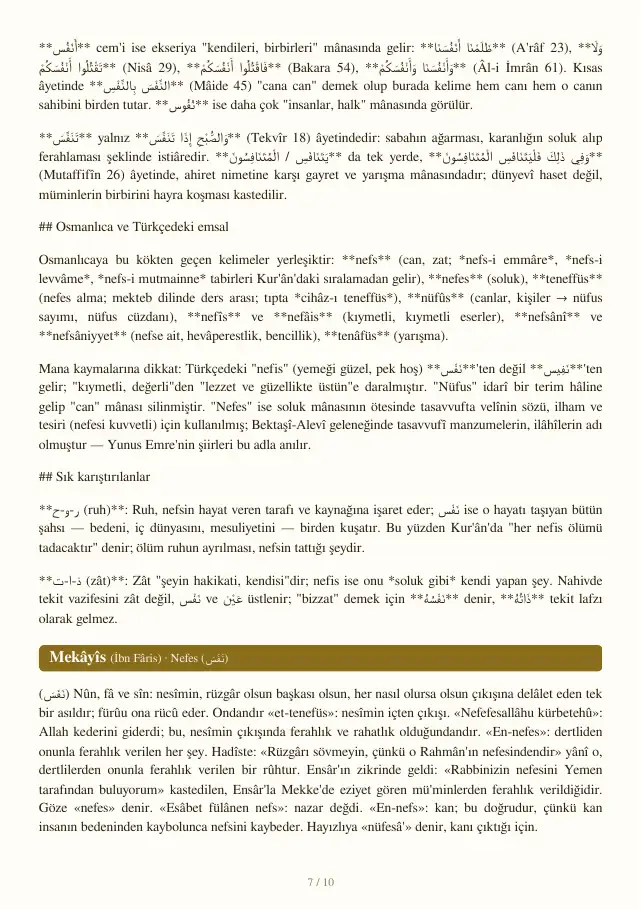 **أَنْفُس** cem'i ise ekseriya "kendileri, birbirleri" mânasında gelir: **ظَلَمْنَا أَنْفُسَنَا** (A'râf 23), **وَلَا
تَقْتُلُوا أَنْفُسَكُمْ** (Nisâ 29), **فَاقْتُلُوا أَنْفُسَكُمْ** (Bakara 54), **وَأَنْفُسَنَا وَأَنْفُسَكُمْ** (Âl-i İmrân 61). Kısas
âyetinde **النَّفْسَ بِالنَّفْسِ** (Mâide 45) "cana can" demek olup burada kelime hem canı hem o canın
sahibini birden tutar. **نُفُوس** ise daha çok "insanlar, halk" mânasında görülür.
**تَنَفَّسَ** yalnız **وَالصُّبْحِ إِذَا تَنَفَّسَ** (Tekvîr 18) âyetindedir: sabahın ağarması, karanlığın soluk alıp
ferahlaması şeklinde istiâredir. **يَتَنَافَس / الْمُتَنَافِسُونَ** da tek yerde, **وَفِي ذَٰلِكَ فَلْيَتَنَافَسِ الْمُتَنَافِسُونَ**
(Mutaffifîn 26) âyetinde, ahiret nimetine karşı gayret ve yarışma mânasındadır; dünyevî haset değil,
müminlerin birbirini hayra koşması kastedilir.
## Osmanlıca ve Türkçedeki emsal
Osmanlıcaya bu kökten geçen kelimeler yerleşiktir: **nefs** (can, zat; *nefs-i emmâre*, *nefs-i
levvâme*, *nefs-i mutmainne* tabirleri Kur'ân'daki sıralamadan gelir), **nefes** (soluk), **teneffüs**
(nefes alma; mekteb dilinde ders arası; tıpta *cihâz-ı teneffüs*), **nüfûs** (canlar, kişiler → nüfus
sayımı, nüfus cüzdanı), **nefîs** ve **nefâis** (kıymetli, kıymetli eserler), **nefsânî** ve
**nefsâniyyet** (nefse ait, hevâperestlik, bencillik), **tenâfüs** (yarışma).
Mana kaymalarına dikkat: Türkçedeki "nefis" (yemeği güzel, pek hoş) **نَفْس**'ten değil **نَفِيس**'ten
gelir; "kıymetli, değerli"den "lezzet ve güzellikte üstün"e daralmıştır. "Nüfus" idarî bir terim hâline
gelip "can" mânası silinmiştir. "Nefes" ise soluk mânasının ötesinde tasavvufta velînin sözü, ilham ve
tesiri (nefesi kuvvetli) için kullanılmış; Bektaşî-Alevî geleneğinde tasavvufî manzumelerin, ilâhîlerin adı
olmuştur — Yunus Emre'nin şiirleri bu adla anılır.
## Sık karıştırılanlar
**ر-و-ح (ruh)**: Ruh, nefsin hayat veren tarafı ve kaynağına işaret eder; نَفْس ise o hayatı taşıyan bütün
şahsı — bedeni, iç dünyasını, mesuliyetini — birden kuşatır. Bu yüzden Kur'ân'da "her nefis ölümü
tadacaktır" denir; ölüm ruhun ayrılması, nefsin tattığı şeydir.
**ذ-ا-ت (zât)**: Zât "şeyin hakikati, kendisi"dir; nefis ise onu *soluk gibi* kendi yapan şey. Nahivde
tekit vazifesini zât değil, نَفْس ve عَيْن üstlenir; "bizzat" demek için **نَفْسُهُ** denir, **ذَاتُهُ** tekit lafzı
olarak gelmez.
Mekâyîs (İbn Fâris) · Nefes (نَفَسَ)
(نَفَسَ) Nûn, fâ ve sîn: nesîmin, rüzgâr olsun başkası olsun, her nasıl olursa olsun çıkışına delâlet eden tek
bir asıldır; fürûu ona rücû eder. Ondandır «et-tenefüs»: nesîmin içten çıkışı. «Nefefesallâhu kürbetehû»:
Allah kederini giderdi; bu, nesîmin çıkışında ferahlık ve rahatlık olduğundandır. «En-nefes»: dertliden
onunla ferahlık verilen her şey. Hadîste: «Rüzgârı sövmeyin, çünkü o Rahmân'ın nefesindendir» yânî o,
dertlilerden onunla ferahlık verilen bir rûhtur. Ensâr'ın zikrinde geldi: «Rabbinizin nefesini Yemen
tarafından buluyorum» kastedilen, Ensâr'la Mekke'de eziyet gören mü'minlerden ferahlık verildiğidir.
Göze «nefes» denir. «Esâbet fülânen nefs»: nazar değdi. «En-nefs»: kan; bu doğrudur, çünkü kan
insanın bedeninden kaybolunca nefsini kaybeder. Hayızlıya «nüfesâ'» denir, kanı çıktığı için.
7 / 10